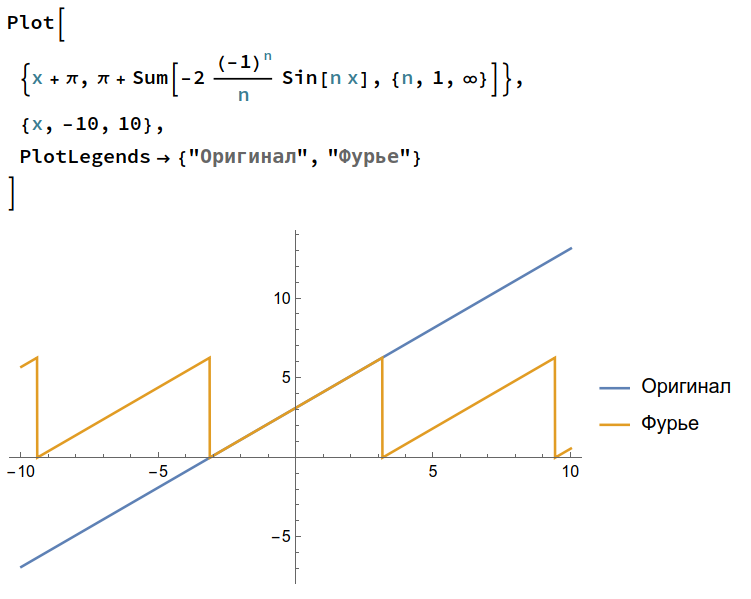 Plot[
{x + π, π + Sum[-2 (-1)^n/n Sin[n x], {n, 1, ∞}]},
{x, -10, 10},
PlotLegends → {"Оригинал", "Фурье"}
]
10
5
-10 -5 5 10
-5
Оригинал
Фурье